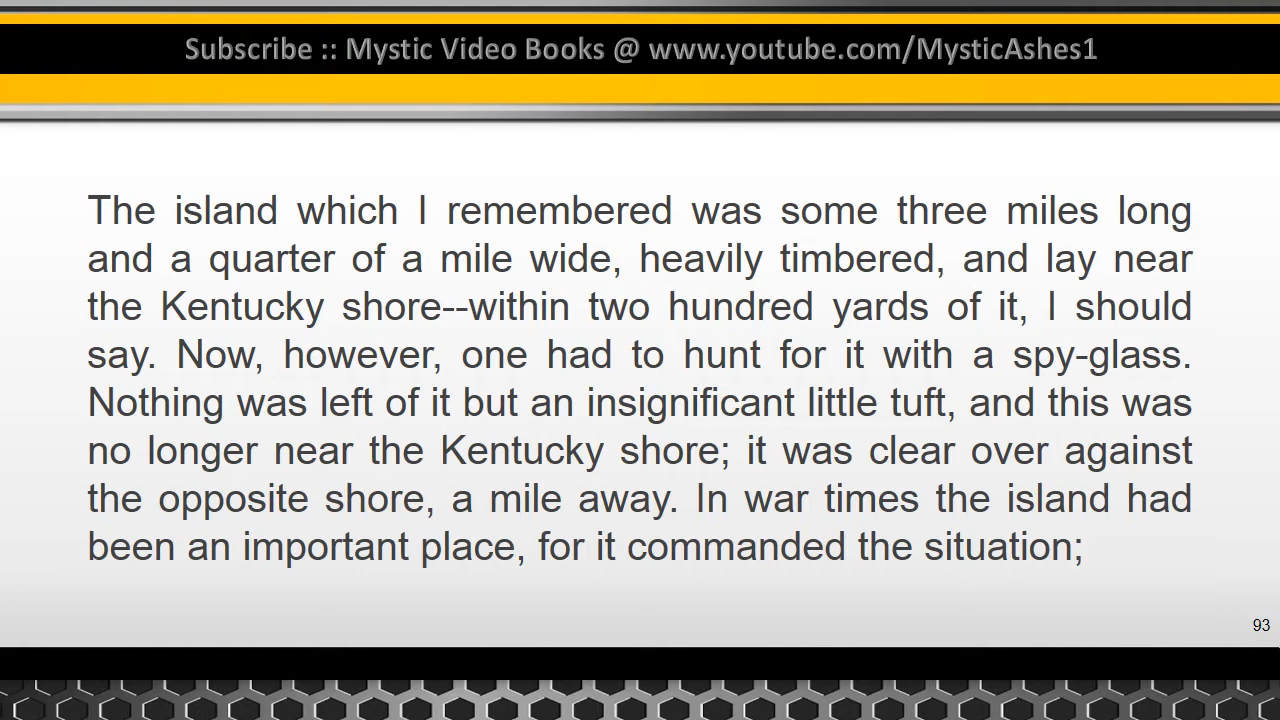 Subscribe :: Mystic Video Books @ www.youtube.com/MysticAshes1
The island which I remembered was some three miles long
and a quarter of a mile wide, heavily timbered, and lay near
the Kentucky shore--within two hundred yards of it, I should
say. Now, however, one had to hunt for it with a spy-glass.
Nothing was left of it but an insignificant little tuft, and this was
no longer near the Kentucky shore; it was clear over against
the opposite shore, a mile away. In war times the island had
been an important place, for it commanded the situation;
93